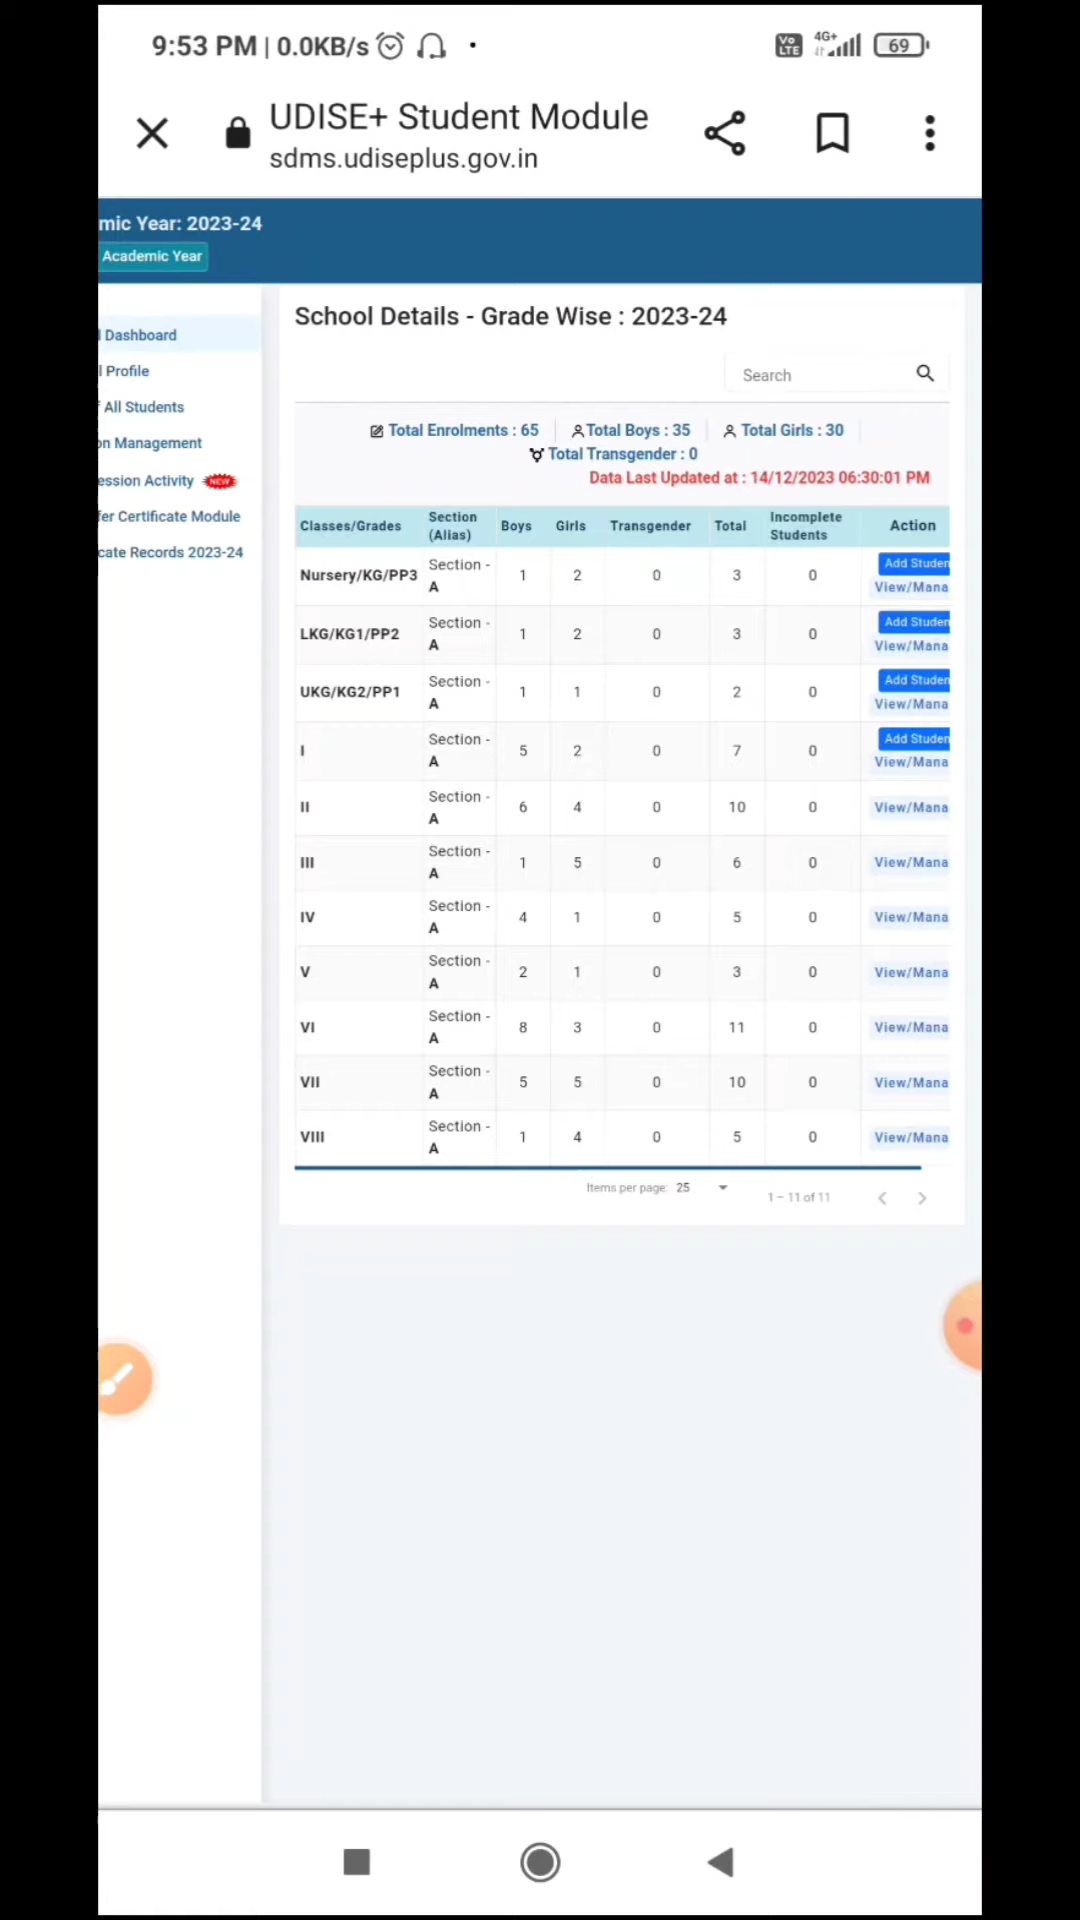 9:53 PM | 0.0KB/s
Vo LTE 4G+ 69
UDISE+ Student Module
sdms.udiseplus.gov.in
mic Year: 2023-24
Academic Year
l Dashboard
l Profile
All Students
on Management
ession Activity NEW
fer Certificate Module
cate Records 2023-24
School Details - Grade Wise : 2023-24
Search
Total Enrolments : 65 Total Boys : 35 Total Girls : 30
Total Transgender : 0
Data Last Updated at : 14/12/2023 06:30:01 PM
Classes/Grades Section (Alias) Boys Girls Transgender Total Incomplete Students Action
Nursery/KG/PP3 Section - A 1 2 0 3 0 Add Studen View/Mana
LKG/KG1/PP2 Section - A 1 2 0 3 0 Add Studen View/Mana
UKG/KG2/PP1 Section - A 1 1 0 2 0 Add Studen View/Mana
I Section - A 5 2 0 7 0 Add Studen View/Mana
II Section - A 6 4 0 10 0 View/Mana
III Section - A 1 5 0 6 0 View/Mana
IV Section - A 4 1 0 5 0 View/Mana
V Section - A 2 1 0 3 0 View/Mana
VI Section - A 8 3 0 11 0 View/Mana
VII Section - A 5 5 0 10 0 View/Mana
VIII Section - A 1 4 0 5 0 View/Mana
Items per page: 25 1 – 11 of 11